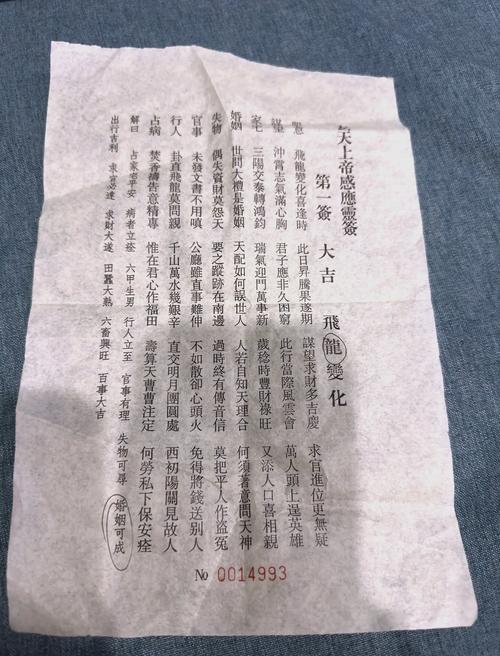 天上帝感應靈簽
第一簽 大吉 飛龍變化
飛龍變化喜逢時 此日昇騰果遂期 謀望求財多吉慶 求官進位更無疑
謀 沖霄志氣滿心胸 君子應非久困窮 此行當際風雲會 萬人頭上逞英雄
家宅 三陽交泰轉鴻鈞 瑞氣迎門萬事新 歲稔時豐財祿旺 又添人口喜相親
婚姻 世間大禮是婚姻 天配如何誤世人 人若自知天理合 何須著意問天神
失物 偶失資財莫怨天 要之蹤跡在南邊 過時終有傳音信 莫把平人作盜冤
官事 未發文書不用嗔 公廳雖直事難伸 不如散卻心頭火 免得將錢送別人
行人 卦直飛龍莫問親 千山萬水幾艱辛 直交明月團圓處 西初陽關見故人
占病 焚香禱告意精專 惟在君心作福田 壽算天曹曹注定 何勞私下保安痊
解曰 占家宅平安 病者立痊 六甲生男 行人立至 官事有理 失物可尋 婚姻可成
出行吉利 求官易達 求財大遂 田蠶大熟 六畜興旺 百事大吉
No 0014993